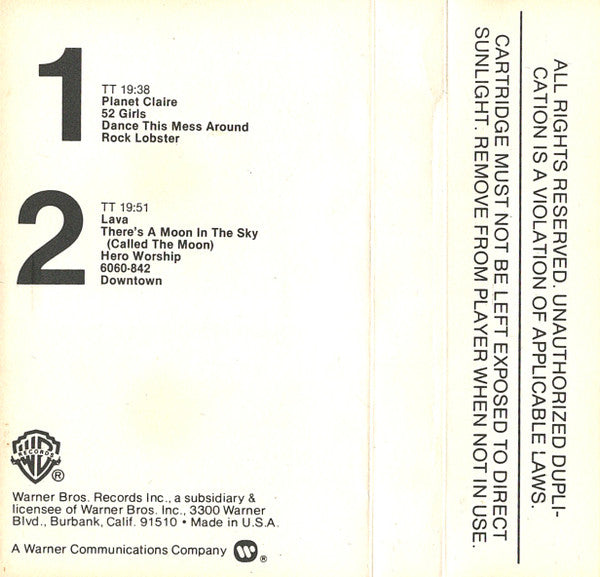 1
TT 19:38
Planet Claire
52 Girls
Dance This Mess Around
Rock Lobster
2
TT 19:51
Lava
There's A Moon In The Sky
(Called The Moon)
Hero Worship
6060-842
Downtown
WB
RECORDS
®
Warner Bros. Records Inc., a subsidiary &
licensee of Warner Bros. Inc., 3300 Warner
Blvd., Burbank, Calif. 91510 • Made in U.S.A.
A Warner Communications Company ®
ALL RIGHTS RESERVED. UNAUTHORIZED DUPLI-
CATION IS A VIOLATION OF APPLICABLE LAWS.
CARTRIDGE MUST NOT BE LEFT EXPOSED TO DIRECT
SUNLIGHT. REMOVE FROM PLAYER WHEN NOT IN USE.